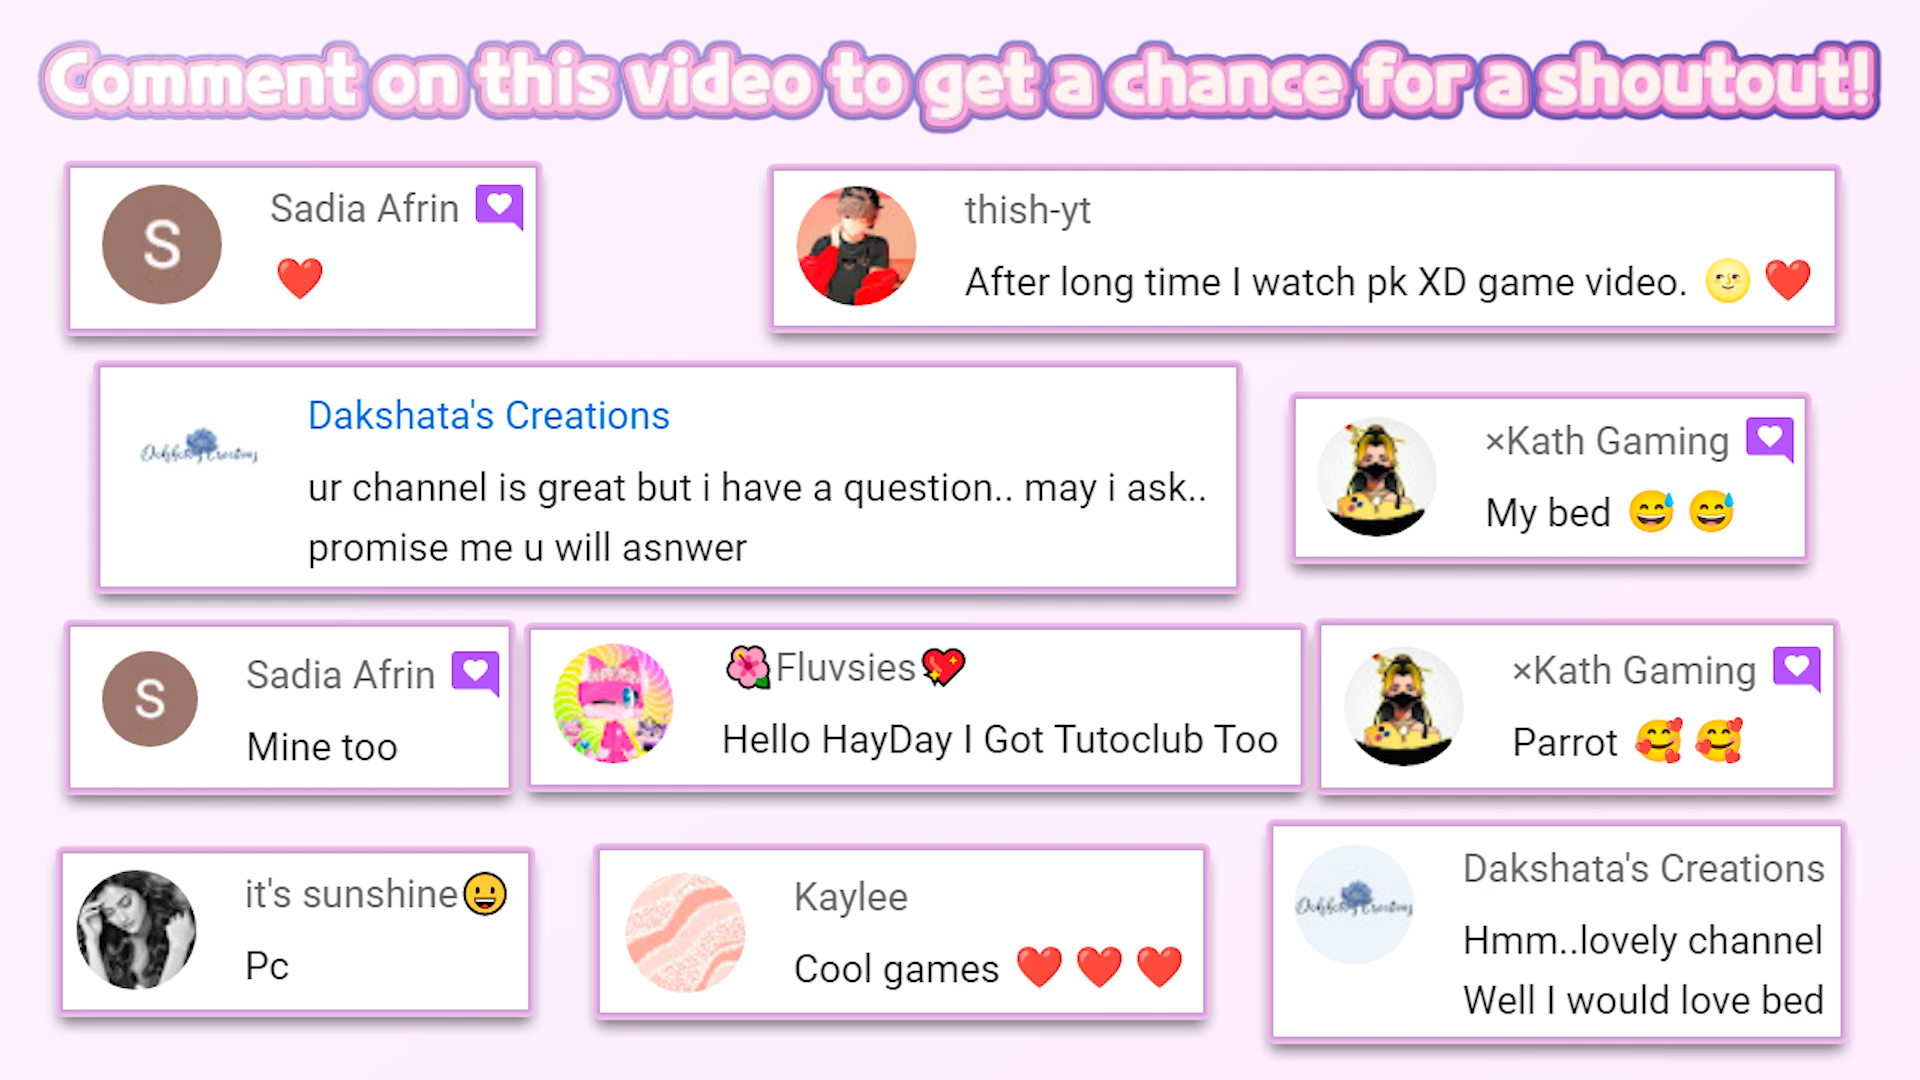 Comment on this video to get a chance for a shoutout!
S
Sadia Afrin
❤️
thish-yt
After long time I watch pk XD game video. 🌝 ❤️
Dakshata's Creations
ur channel is great but i have a question.. may i ask..
promise me u will asnwer
×Kath Gaming
My bed 😅 😅
S
Sadia Afrin
Mine too
🌺Fluvsies💖
Hello HayDay I Got Tutoclub Too
×Kath Gaming
Parrot 🥰 🥰
it's sunshine😀
Pc
Kaylee
Cool games ❤️ ❤️ ❤️
Dakshata's Creations
Hmm..lovely channel
Well I would love bed